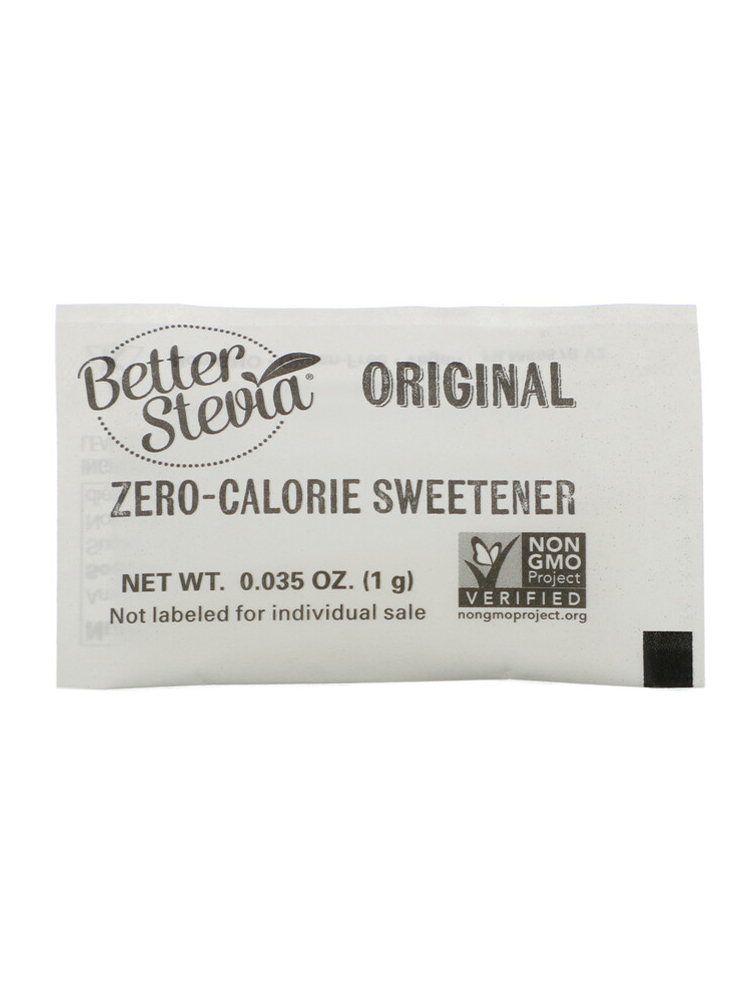 Better
Stevia®
ORIGINAL
ZERO-CALORIE SWEETENER
NET WT. 0.035 OZ. (1 g)
Not labeled for individual sale
NON
GMO
Project
VERIFIED
nongmoproject.org